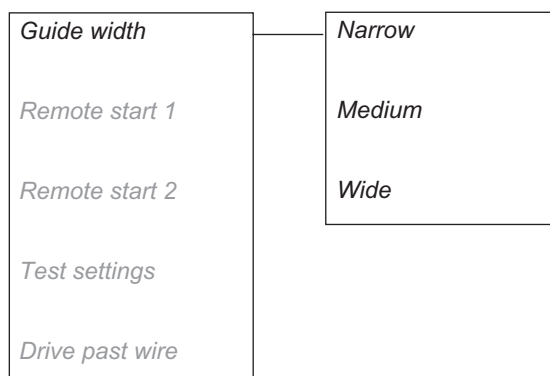 Guide width
Narrow
Remote start 1
Medium
Remote start 2
Wide
Test settings
Drive past wire